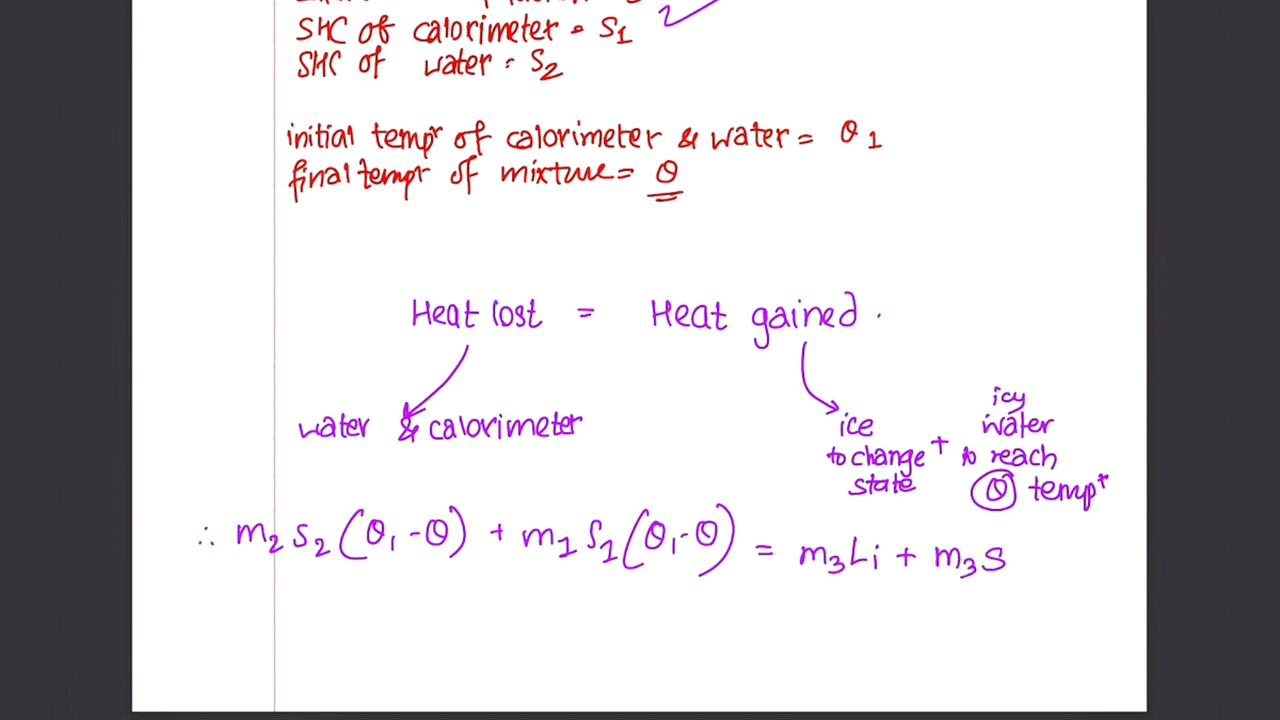 SHC of calorimeter = S1
SHC of water = S2
initial tempr of calorimeter & water = θ1
final tempr of mixture = θ
Heat lost = Heat gained.
water & calorimeter
ice to change state + icy water to reach θ tempr
∴ m2 s2 (θ1 - θ) + m1 s1 (θ1 - θ) = m3 Li + m3 s